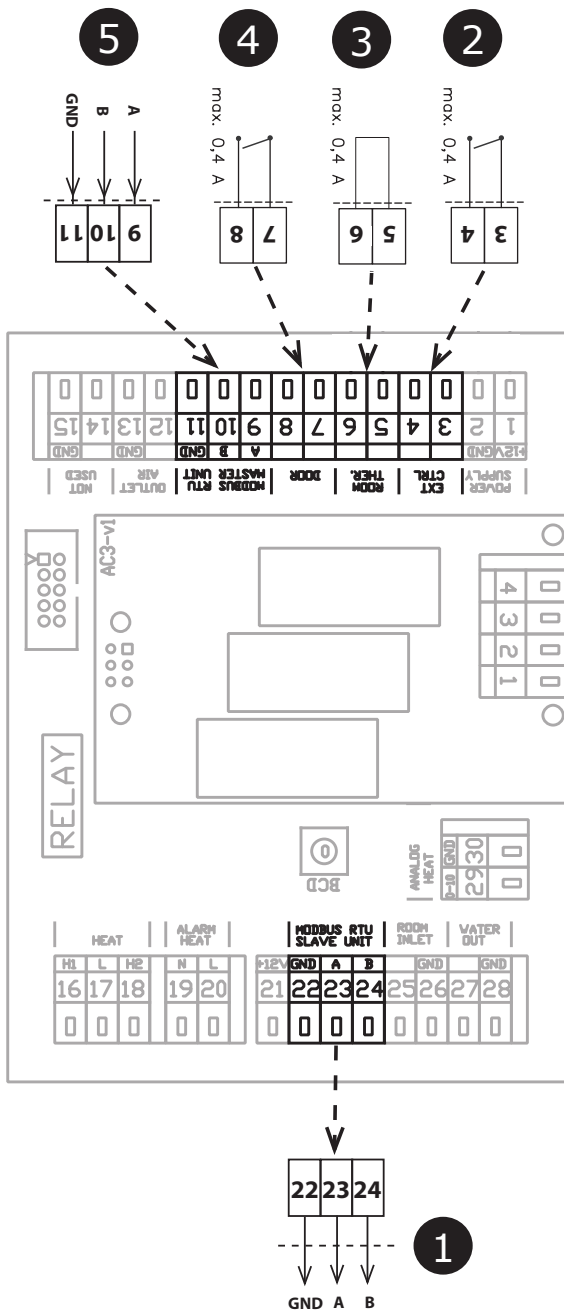 5 4 3 2
GND B A
max. 0,4 A
max. 0,4 A
max. 0,4 A
11 10 9
8 7
6 5
4 3
15 14 13 12 11 10 9 8 7 6 5 4 3 2 1
GND GND GND B A GND +12V
NOT USED
OUTLET AIR
MODBUS RTU MASTER UNIT
DOOR
ROOM THER.
EXT CTRL
POWER SUPPLY
AC3-v1
4
3
2
1
RELAY
BCD
ANALOG HEAT
0-10 GND
29 30
HEAT
ALARM HEAT
MODBUS RTU SLAVE UNIT
ROOM INLET
WATER OUT
H1 L H2 N L +12V GND A B GND GND
16 17 18 19 20 21 22 23 24 25 26 27 28
22 23 24
1
GND A B